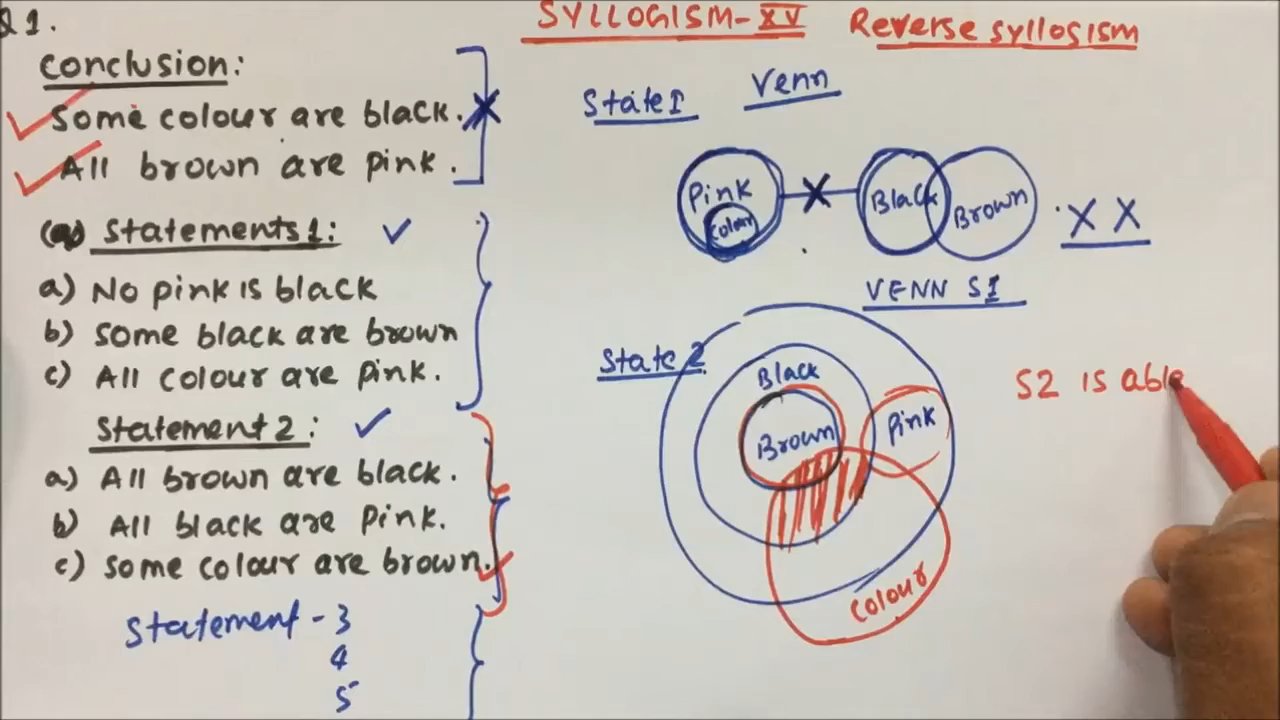 Q1.
SYLLOGISM-XV
Reverse syllogism
Conclusion:
Some colour are black. X
All brown are pink.
(a) Statements 1:
a) No pink is black
b) Some black are brown
c) All colour are pink.
Statement 2:
a) All brown are black.
b) All black are pink.
c) Some colour are brown.
Statement - 3
4
5
State 1
Venn
Pink
colour
X
Black
Brown
X X
VENN S1
State 2
Black
Brown
Pink
colour
S2 is able